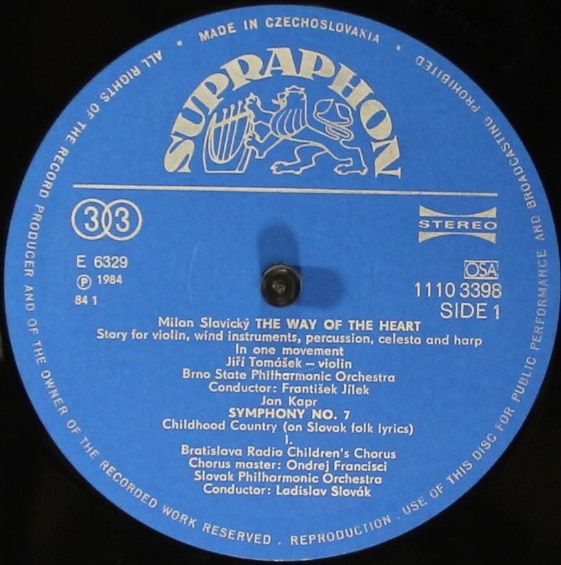 MADE IN CZECHOSLOVAKIA
ALL RIGHTS OF THE RECORD PRODUCER AND OF THE OWNER OF THE RECORDED WORK RESERVED . REPRODUCTION . USE OF THIS DISC FOR PUBLIC PERFORMANCE AND BROADCASTING PROHIBITED
SUPRAPHON
33
STEREO
E 6329
℗ 1984
84 1
OSA
1110 3398
SIDE 1
Milan Slavický THE WAY OF THE HEART
Story for violin, wind instruments, percussion, celesta and harp
In one movement
Jiří Tomášek – violin
Brno State Philharmonic Orchestra
Conductor: František Jílek
Jan Kapr
SYMPHONY NO. 7
Childhood Country (on Slovak folk lyrics)
I.
Bratislava Radio Children's Chorus
Chorus master: Ondrej Francisci
Slovak Philharmonic Orchestra
Conductor: Ladislav Slovák